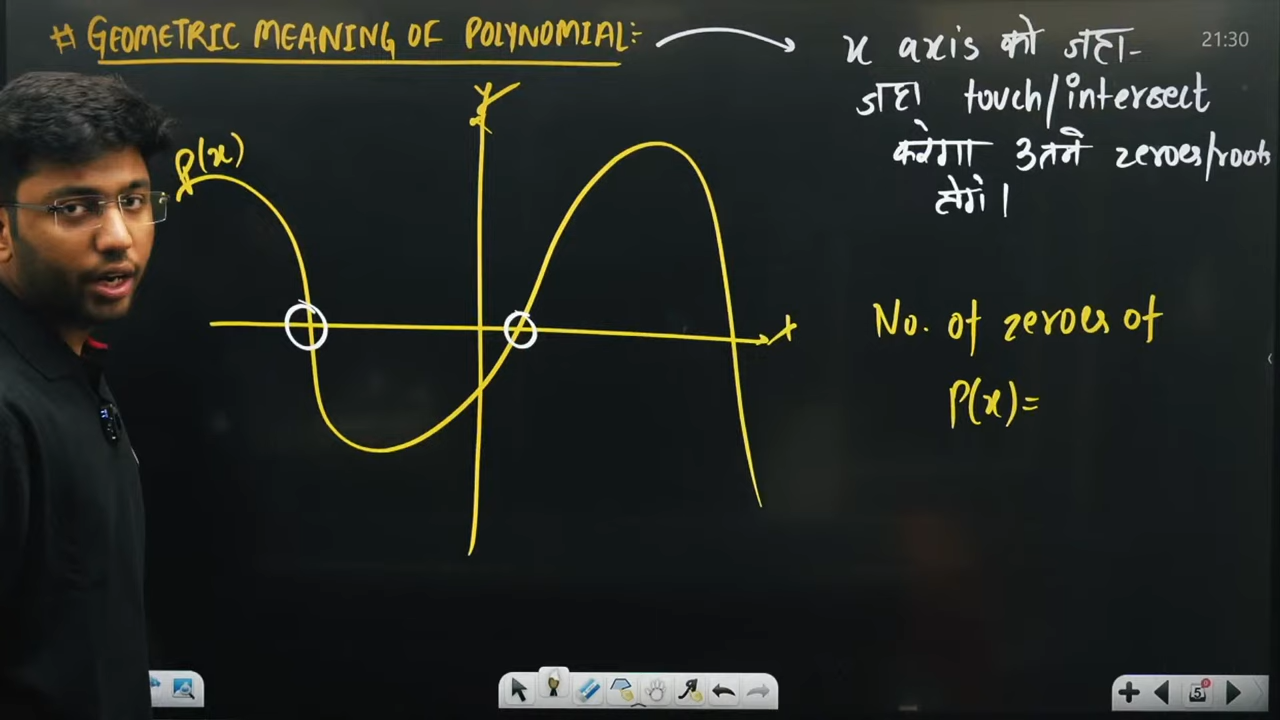 # GEOMETRIC MEANING OF POLYNOMIAL:-
x axis को जहा-
जहा touch/intersect
करेगा उतने zeroes/roots
होगें।
21:30
P(x)
Y
X
No. of zeroes of
P(x)=
5